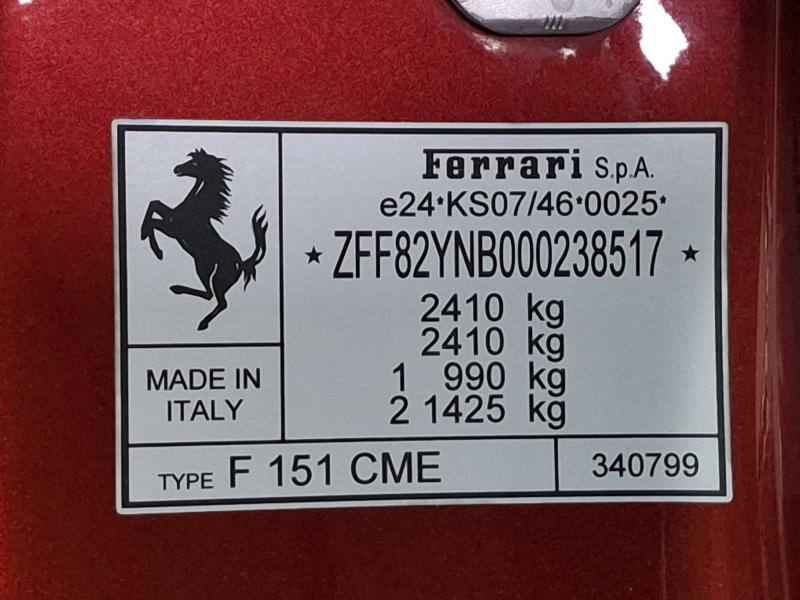 Ferrari S.p.A.
e24*KS07/46*0025*
★ ZFF82YNB000238517 ★
2410 kg
2410 kg
1 990 kg
2 1425 kg
MADE IN
ITALY
TYPE F 151 CME
340799